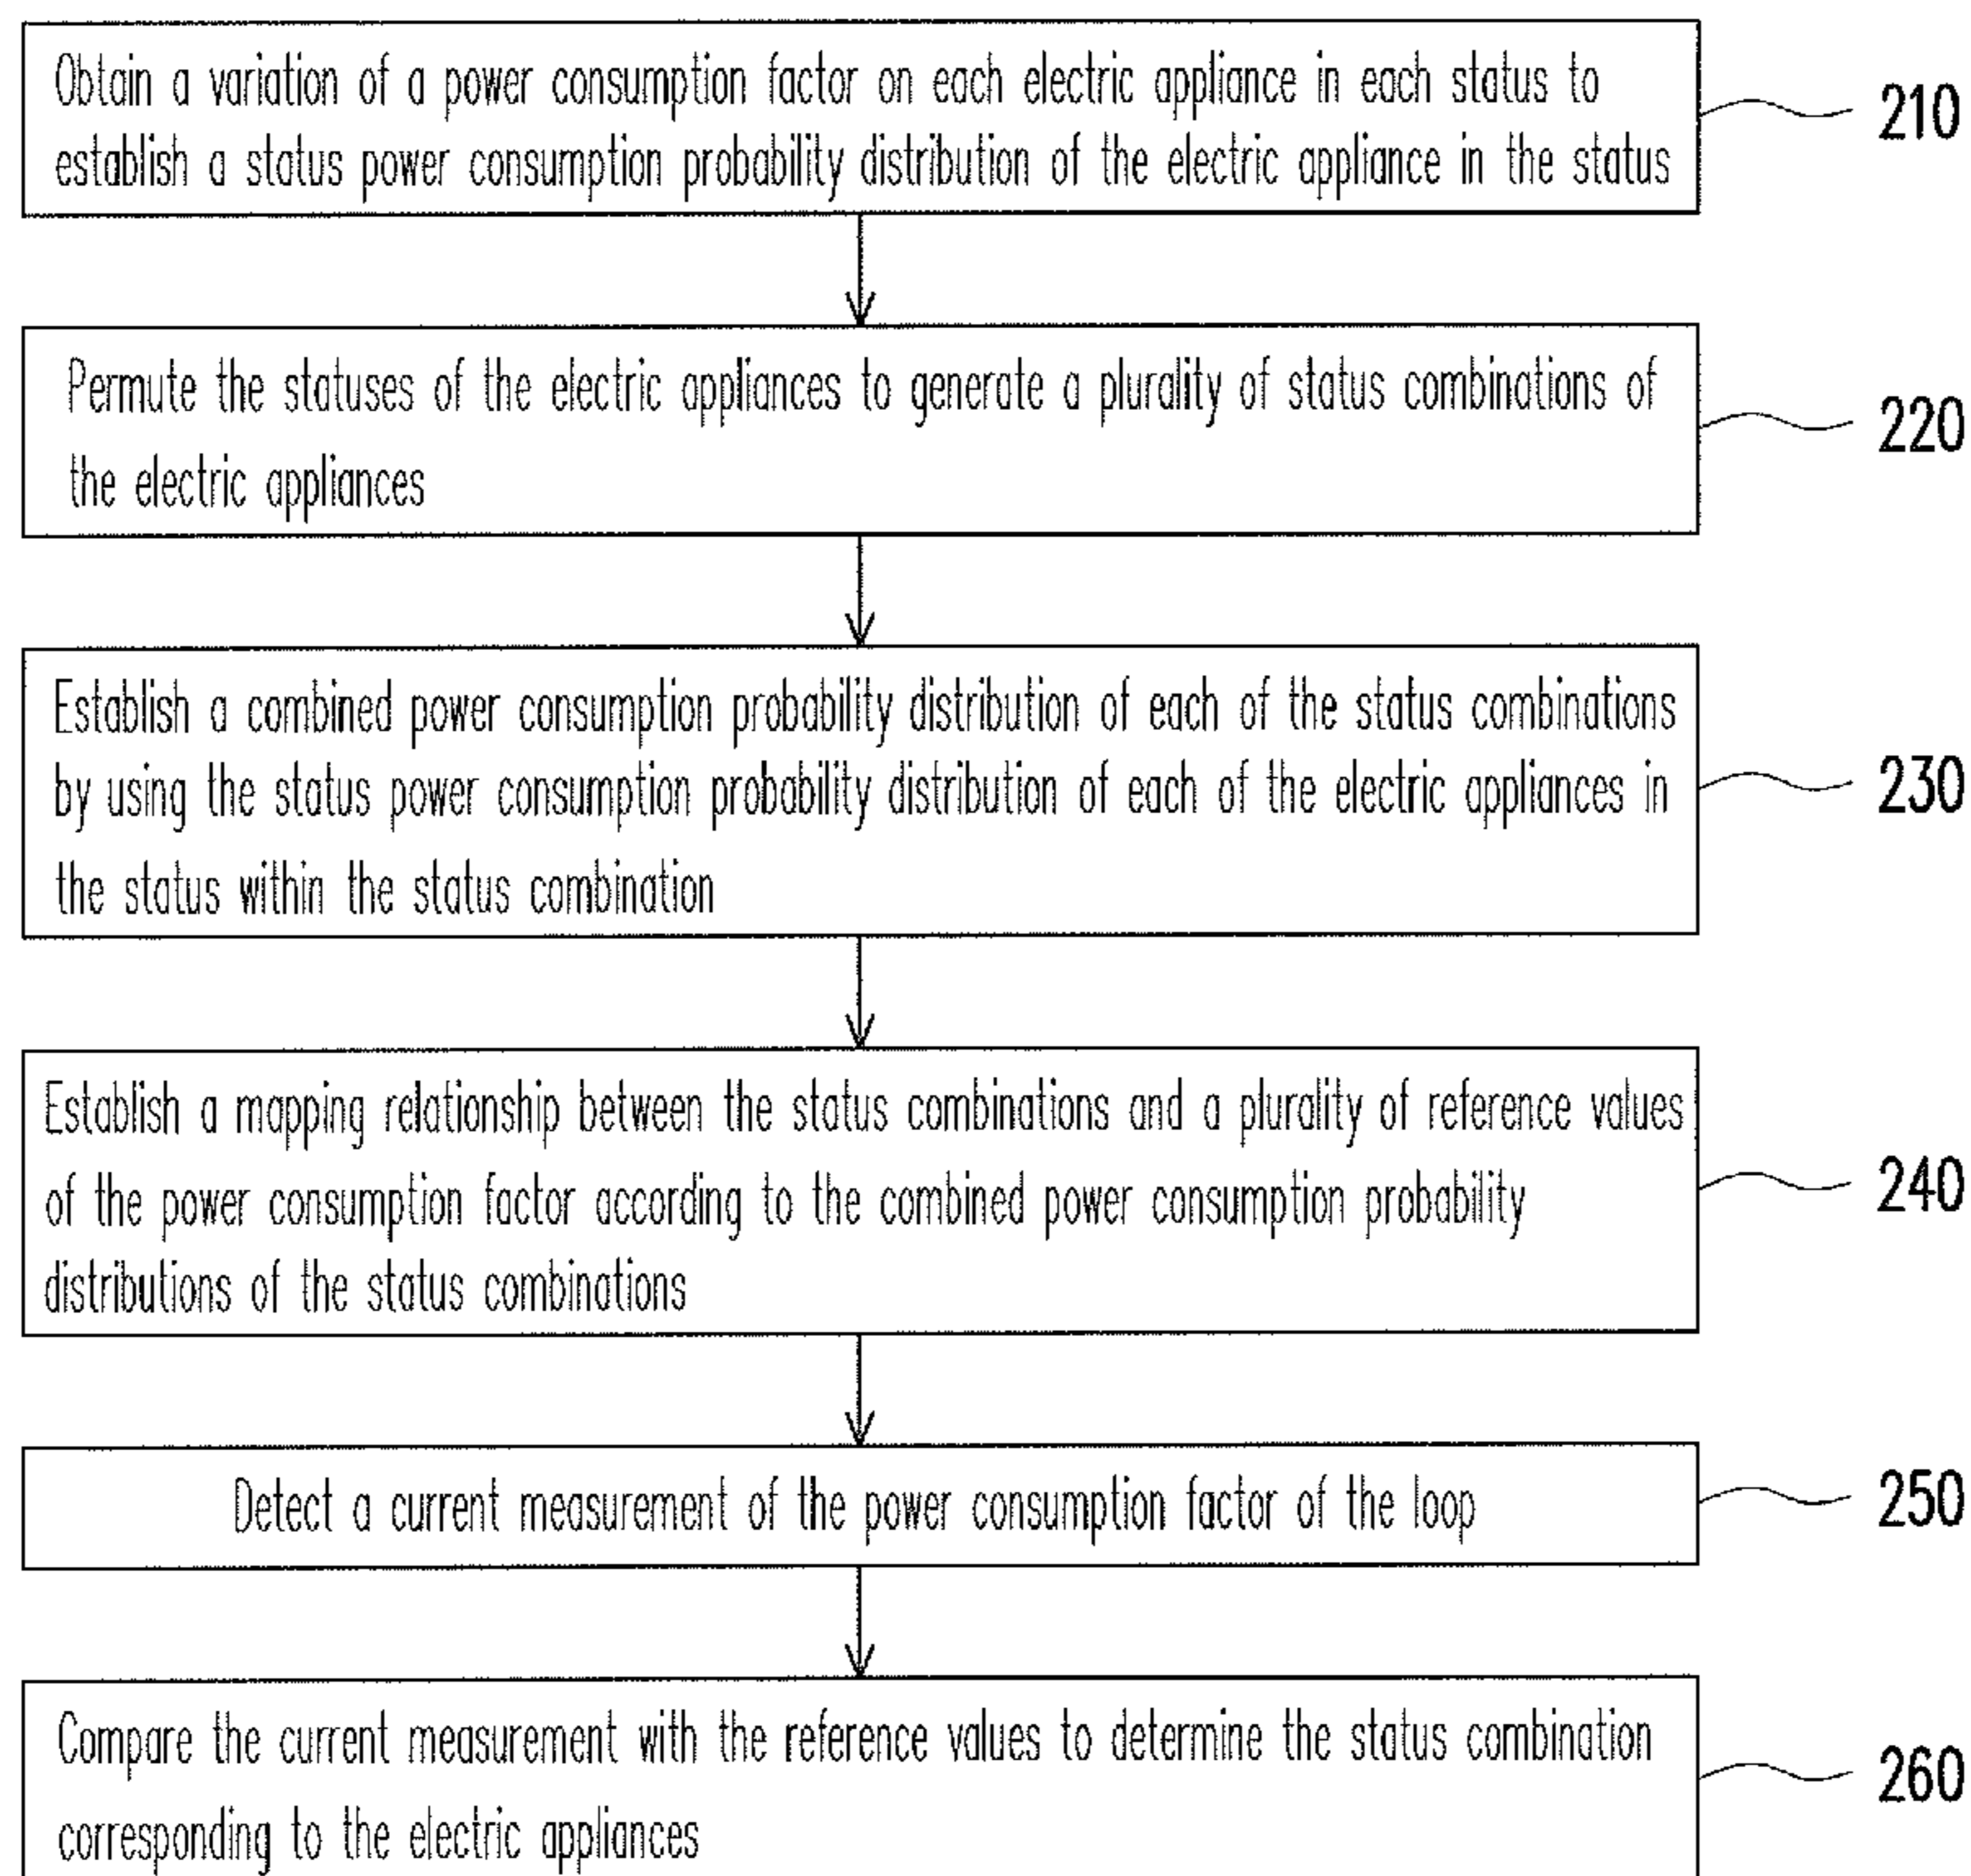 Obtain a variation of a power consumption factor on each electric appliance in each status to
establish a status power consumption probability distribution of the electric appliance in the status
210
Permute the statuses of the electric appliances to generate a plurality of status combinations of
the electric appliances
220
Establish a combined power consumption probability distribution of each of the status combinations
by using the status power consumption probability distribution of each of the electric appliances in
the status within the status combination
230
Establish a mapping relationship between the status combinations and a plurality of reference values
of the power consumption factor according to the combined power consumption probability
distributions of the status combinations
240
Detect a current measurement of the power consumption factor of the loop
250
Compare the current measurement with the reference values to determine the status combination
corresponding to the electric appliances
260